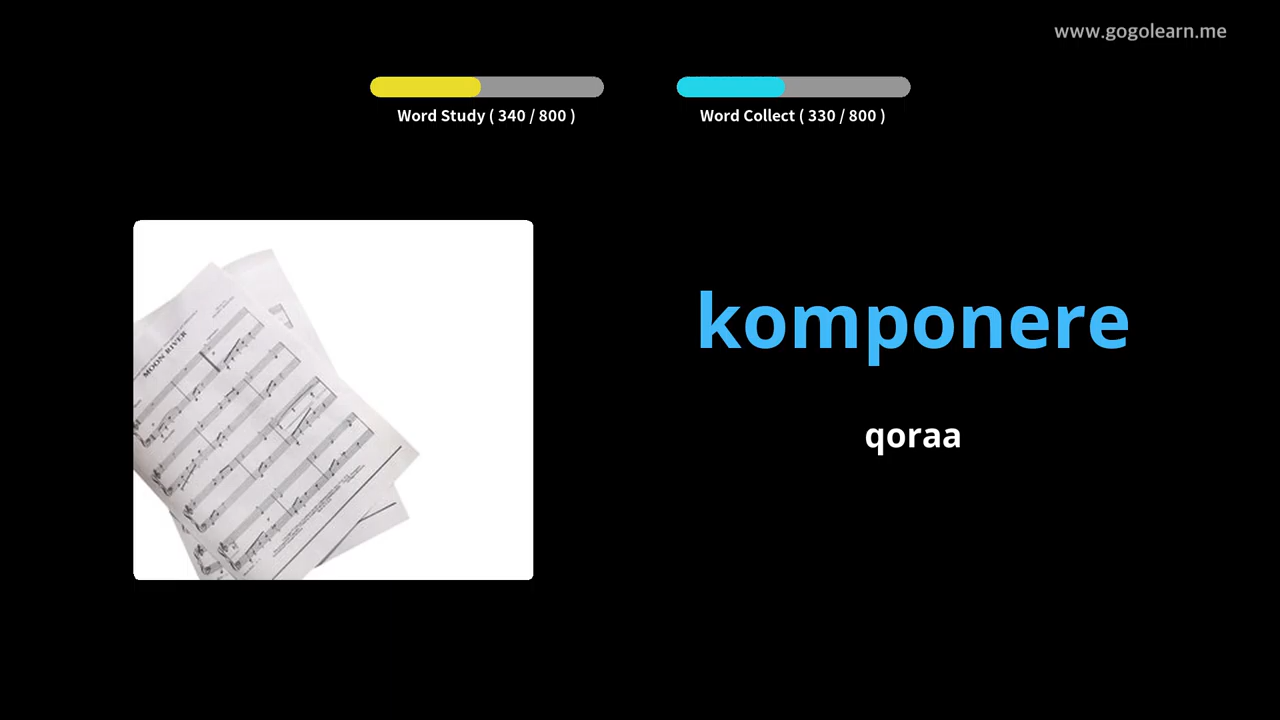 www.gogolearn.me
Word Study ( 340 / 800 )
Word Collect ( 330 / 800 )
komponere
qoraa
MOON RIVER